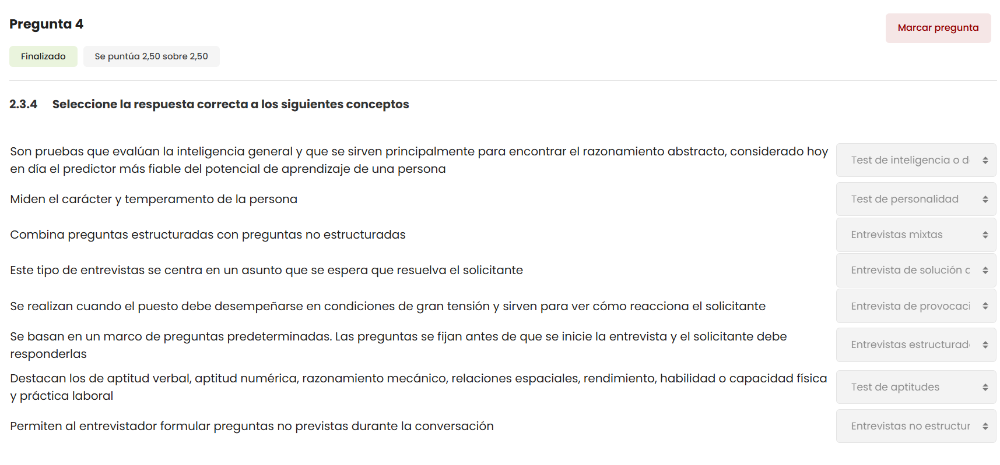 Pregunta 4
Marcar pregunta
Finalizado
Se puntúa 2,50 sobre 2,50
2.3.4 Seleccione la respuesta correcta a los siguientes conceptos
Son pruebas que evalúan la inteligencia general y que se sirven principalmente para encontrar el razonamiento abstracto, considerado hoy
en día el predictor más fiable del potencial de aprendizaje de una persona
Test de inteligencia o d
Miden el carácter y temperamento de la persona
Test de personalidad
Combina preguntas estructuradas con preguntas no estructuradas
Entrevistas mixtas
Este tipo de entrevistas se centra en un asunto que se espera que resuelva el solicitante
Entrevista de solución
Se realizan cuando el puesto debe desempeñarse en condiciones de gran tensión y sirven para ver cómo reacciona el solicitante
Entrevista de provocaci
Se basan en un marco de preguntas predeterminadas. Las preguntas se fijan antes de que se inicie la entrevista y el solicitante debe
responderlas
Entrevistas estructurad
Destacan los de aptitud verbal, aptitud numérica, razonamiento mecánico, relaciones espaciales, rendimiento, habilidad o capacidad física
y práctica laboral
Test de aptitudes
Permiten al entrevistador formular preguntas no previstas durante la conversación
Entrevistas no estructur